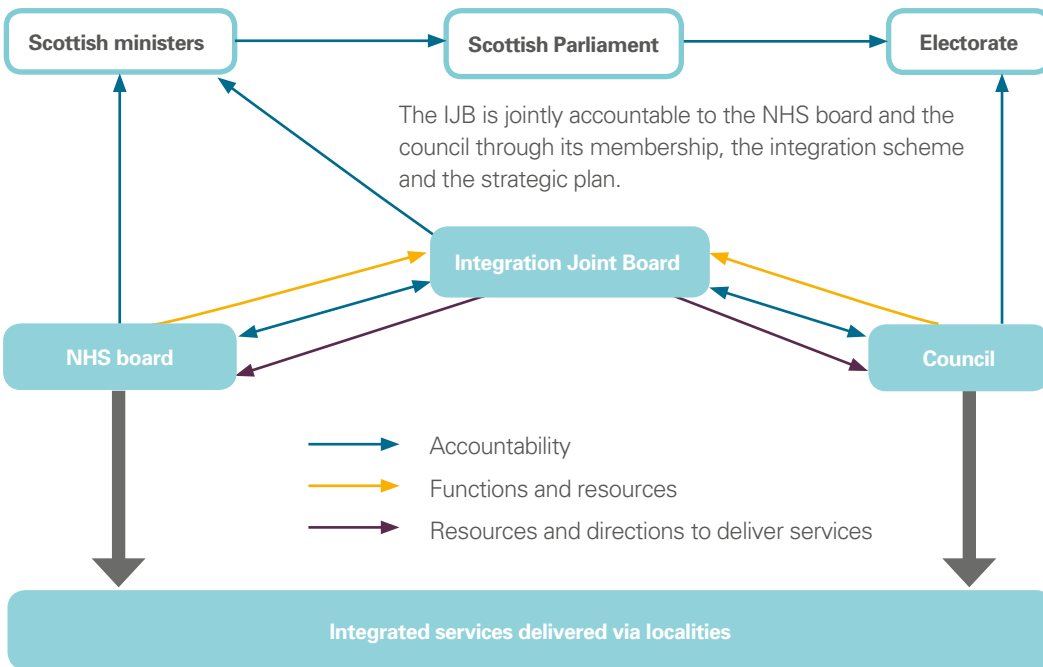 Scottish ministers
Scottish Parliament
Electorate
The IJB is jointly accountable to the NHS board and the
council through its membership, the integration scheme
and the strategic plan.
Integration Joint Board
NHS board
Council
Accountability
Functions and resources
Resources and directions to deliver services
Integrated services delivered via localities